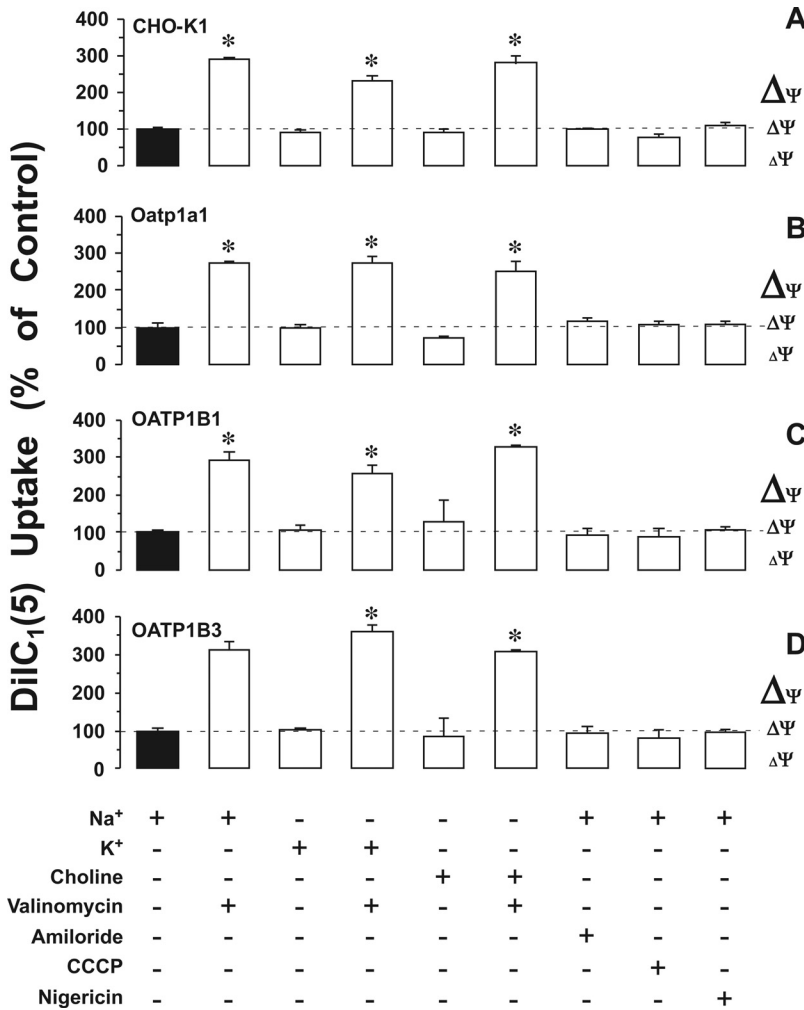 DiIC1(5) Uptake (% of Control)
CHO-K1
A
400
300
200
100
0
*
*
*
ΔΨ
ΔΨ
ΔΨ
Oatp1a1
B
400
300
200
100
0
*
*
*
ΔΨ
ΔΨ
ΔΨ
OATP1B1
C
400
300
200
100
0
*
*
*
ΔΨ
ΔΨ
ΔΨ
OATP1B3
D
400
300
200
100
0
*
*
ΔΨ
ΔΨ
ΔΨ
Na+ + + - - - - + + +
K+ - - + + - - - - -
Choline - - - - + + - - -
Valinomycin - + - + - + - - -
Amiloride - - - - - - + - -
CCCP - - - - - - - + -
Nigericin - - - - - - - - +